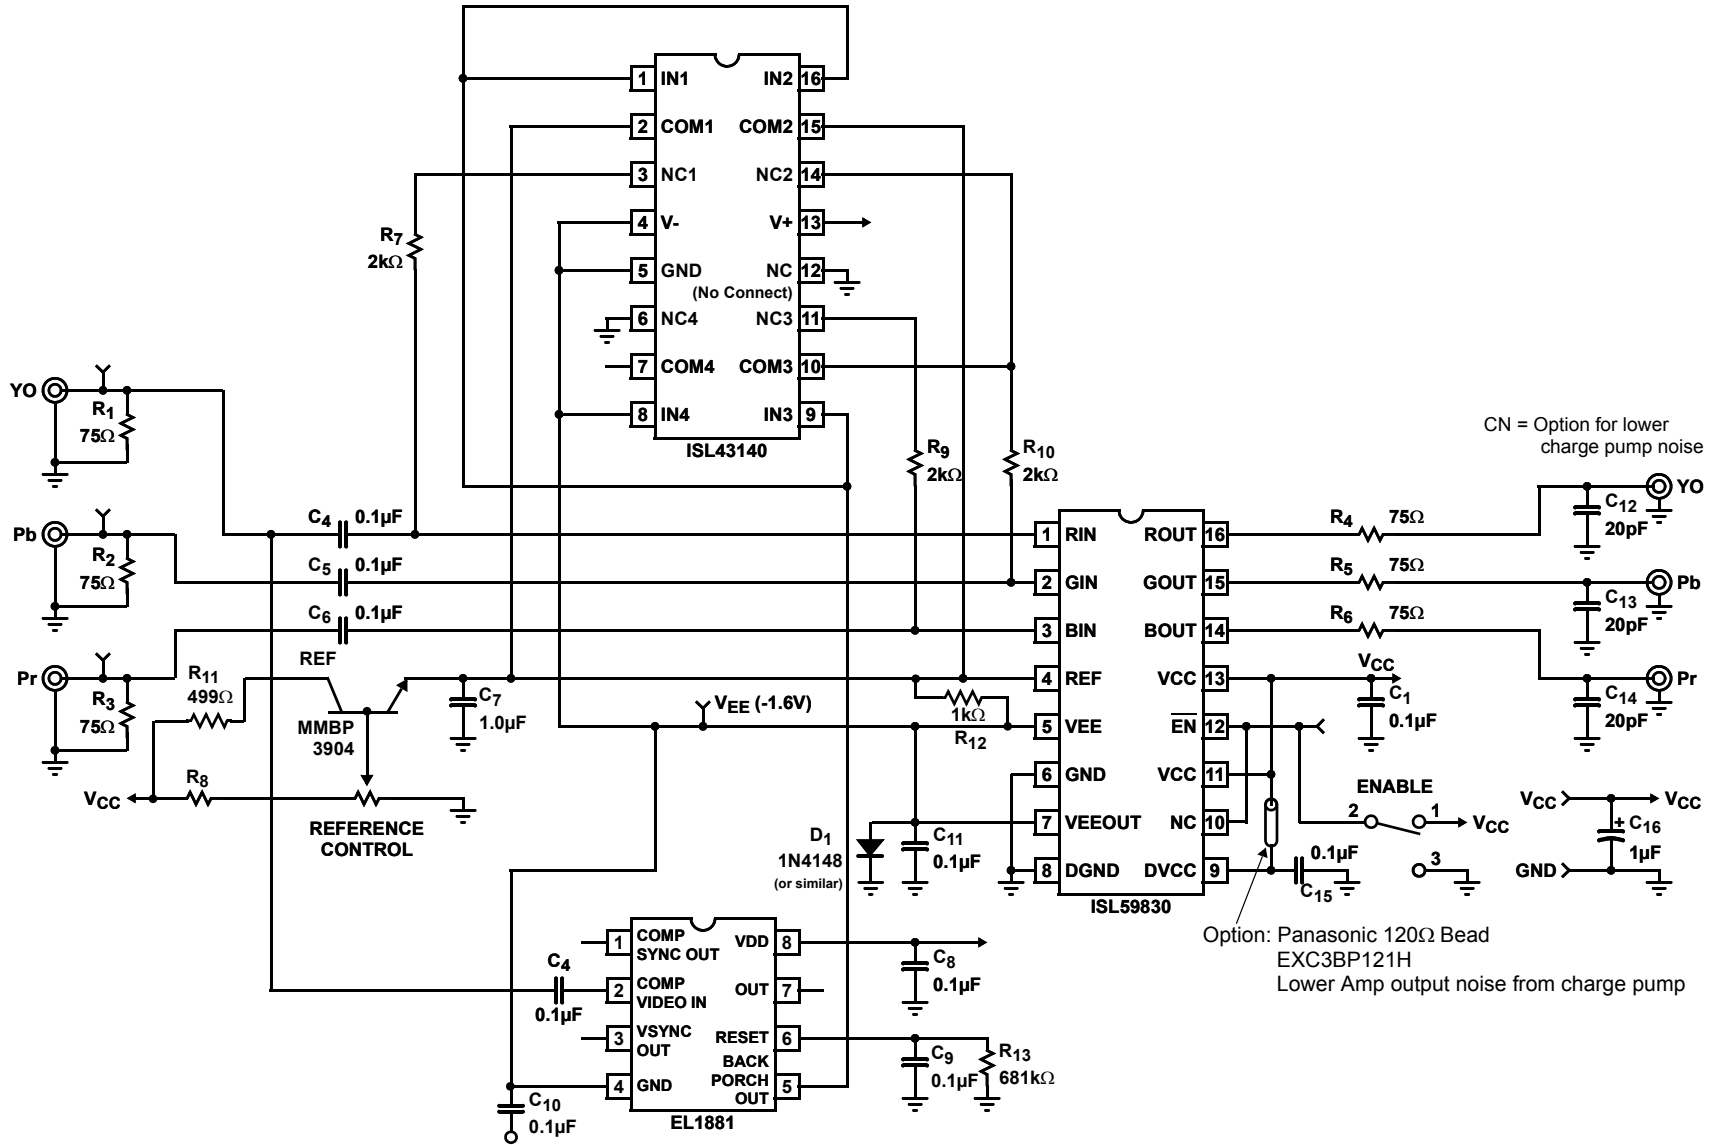 1 IN1 IN2 16
2 COM1 COM2 15
3 NC1 NC2 14
4 V- V+ 13
5 GND NC 12
(No Connect)
6 NC4 NC3 11
7 COM4 COM3 10
8 IN4 IN3 9
ISL43140
R7
2kΩ
YO
R1
75Ω
Pb
R2
75Ω
Pr
R3
75Ω
C4 0.1µF
C5 0.1µF
C6 0.1µF
R9
2kΩ
R10
2kΩ
REF
R11
499Ω
MMBP
3904
C7
1.0µF
VCC
R8
REFERENCE
CONTROL
VEE (-1.6V)
1kΩ
R12
D1
1N4148
(or similar)
C11
0.1µF
1 RIN ROUT 16
2 GIN GOUT 15
3 BIN BOUT 14
4 REF VCC 13
5 VEE EN 12
6 GND VCC 11
7 VEEOUT NC 10
8 DGND DVCC 9
ISL59830
CN = Option for lower
charge pump noise
R4 75Ω
R5 75Ω
R6 75Ω
C12
20pF
YO
C13
20pF
Pb
C14
20pF
Pr
VCC
C1
0.1µF
ENABLE
2 1 VCC
3
0.1µF
C15
VCC VCC
+ C16
1µF
GND
Option: Panasonic 120Ω Bead
EXC3BP121H
Lower Amp output noise from charge pump
1 COMP
SYNC OUT
VDD 8
C4
0.1µF
2 COMP
VIDEO IN
OUT 7
3 VSYNC
OUT
RESET 6
4 GND
BACK
PORCH
OUT
5
EL1881
C8
0.1µF
C9
0.1µF
R13
681kΩ
C10
0.1µF